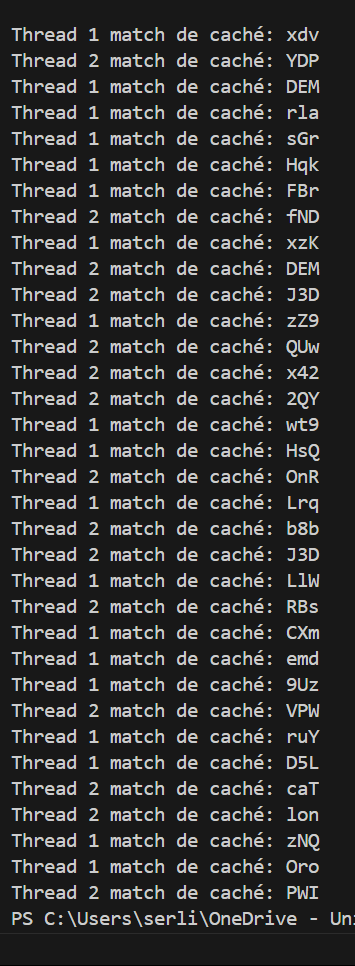 Thread 1 match de caché: xdv
Thread 2 match de caché: YDP
Thread 1 match de caché: DEM
Thread 1 match de caché: rla
Thread 1 match de caché: sGr
Thread 1 match de caché: Hqk
Thread 1 match de caché: FBr
Thread 2 match de caché: fND
Thread 1 match de caché: xzK
Thread 2 match de caché: DEM
Thread 2 match de caché: J3D
Thread 1 match de caché: zZ9
Thread 2 match de caché: QUw
Thread 2 match de caché: x42
Thread 2 match de caché: 2QY
Thread 1 match de caché: wt9
Thread 1 match de caché: HsQ
Thread 2 match de caché: OnR
Thread 1 match de caché: Lrq
Thread 2 match de caché: b8b
Thread 2 match de caché: J3D
Thread 1 match de caché: LlW
Thread 2 match de caché: RBs
Thread 1 match de caché: CXm
Thread 1 match de caché: emd
Thread 1 match de caché: 9Uz
Thread 2 match de caché: VPW
Thread 1 match de caché: ruY
Thread 1 match de caché: D5L
Thread 2 match de caché: caT
Thread 2 match de caché: lon
Thread 1 match de caché: zNQ
Thread 1 match de caché: Oro
Thread 2 match de caché: PWI
PS C:\Users\serli\OneDrive - Uni